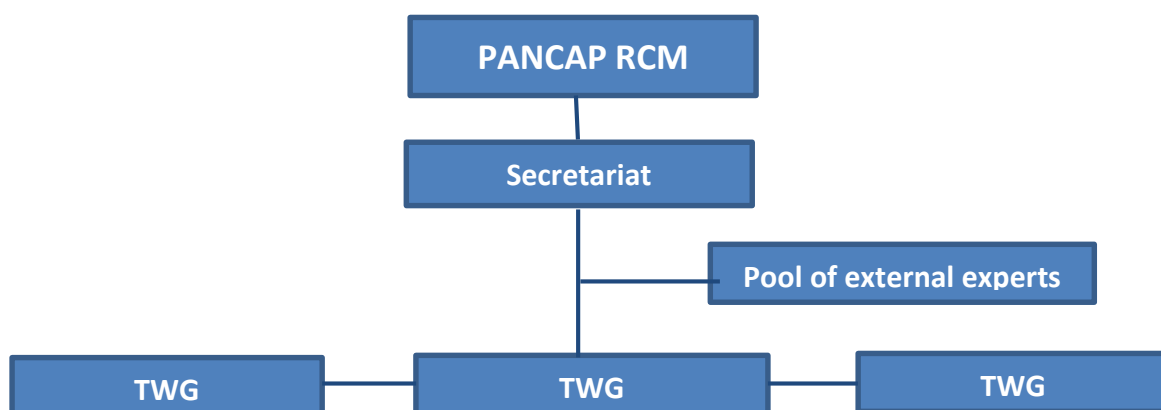 PANCAP RCM
Secretariat
Pool of external experts
TWG
TWG
TWG